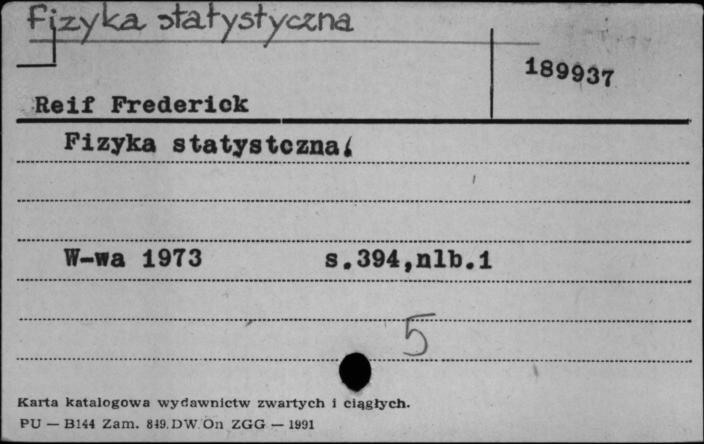 Fizyka statystyczna
189937
Reif Frederick
Fizyka statystczna.
W-wa 1973 s.394,nlb.1
5
Karta katalogowa wydawnictw zwartych i ciągłych.
PU — B144 Zam. 849.DW.On ZGG — 1991